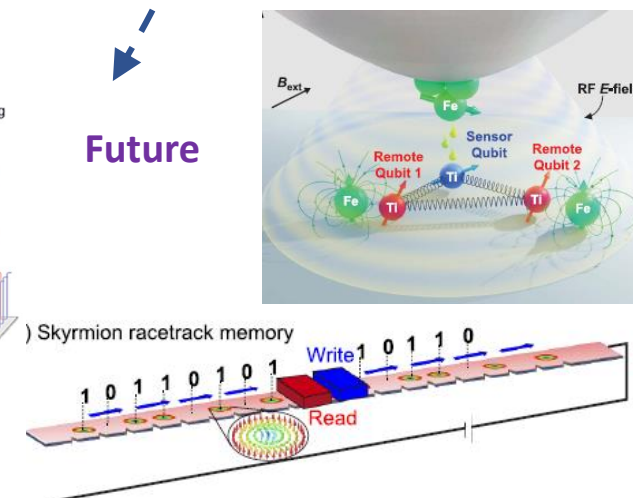 g
Future
B_ext
Fe
RF E-fiel
Sensor
Qubit
Remote
Qubit 1
Remote
Qubit 2
Ti
Fe
Ti
Ti
Fe
) Skyrmion racetrack memory
1 0 1 1 0 1 0 1
Write
1 0 1 1 0
Read